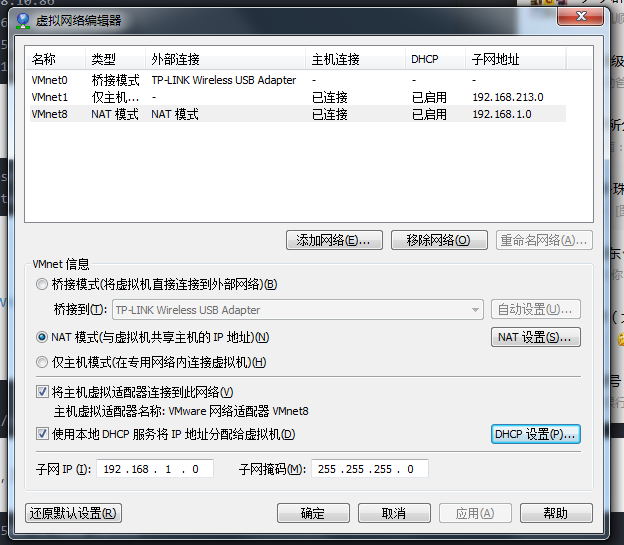 8.10.86
虚拟网络编辑器
名称 类型 外部连接 主机连接 DHCP 子网地址
VMnet0 桥接模式 TP-LINK Wireless USB Adapter - - -
VMnet1 仅主机... - 已连接 已启用 192.168.213.0
VMnet8 NAT 模式 NAT 模式 已连接 已启用 192.168.1.0
添加网络(E)... 移除网络(O) 重命名网络(A)...
VMnet 信息
桥接模式(将虚拟机直接连接到外部网络)(B)
桥接到(T): TP-LINK Wireless USB Adapter 自动设置(U)...
NAT 模式(与虚拟机共享主机的 IP 地址)(N) NAT 设置(S)...
仅主机模式(在专用网络内连接虚拟机)(H)
将主机虚拟适配器连接到此网络(V)
主机虚拟适配器名称: VMware 网络适配器 VMnet8
使用本地 DHCP 服务将 IP 地址分配给虚拟机(D) DHCP 设置(P)...
子网 IP (I): 192 . 168 . 1 . 0 子网掩码(M): 255 . 255 . 255 . 0
还原默认设置(R) 确定 取消 应用(A) 帮助